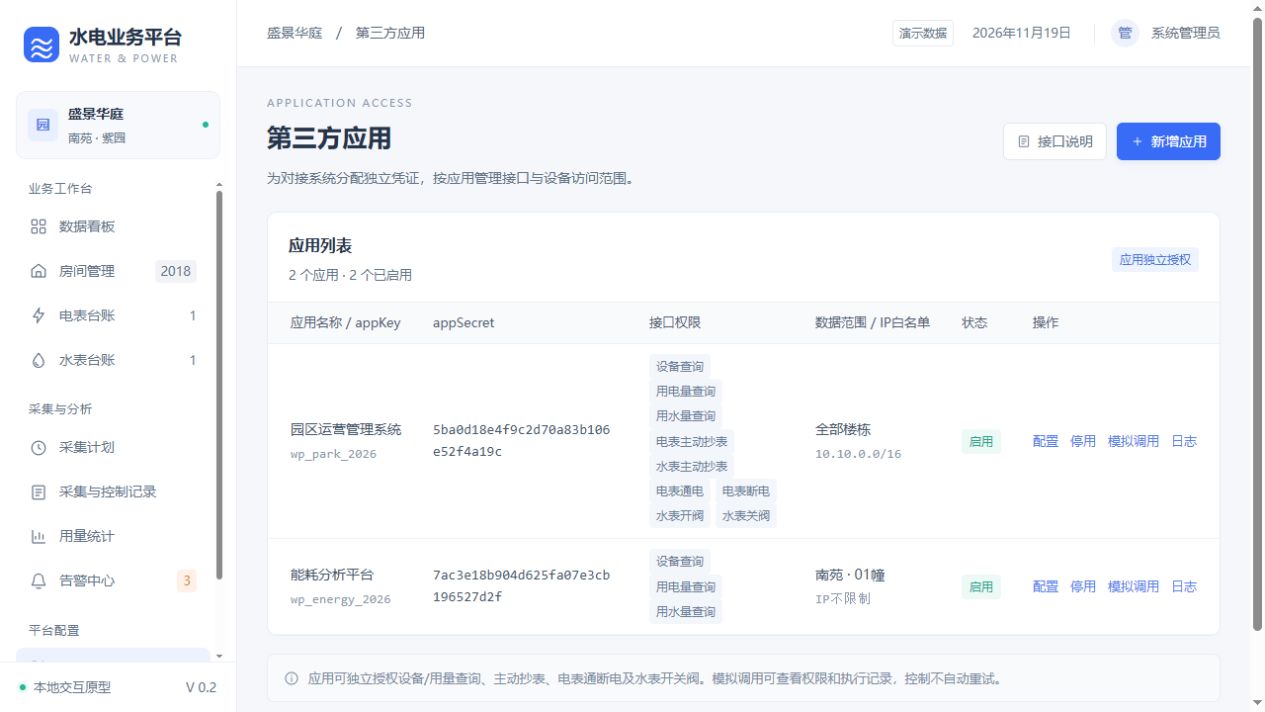 水电业务平台
WATER & POWER
园
盛景华庭
南苑 · 紫园
业务工作台
数据看板
房间管理 2018
电表台账 1
水表台账 1
采集与分析
采集计划
采集与控制记录
用量统计
告警中心 3
平台配置
本地交互原型 V 0.2
盛景华庭 / 第三方应用
演示数据 2026年11月19日 管 系统管理员
APPLICATION ACCESS
第三方应用
为对接系统分配独立凭证，按应用管理接口与设备访问范围。
接口说明
+ 新增应用
应用列表
2 个应用 · 2 个已启用
应用独立授权
应用名称 / appKey appSecret 接口权限 数据范围 / IP白名单 状态 操作
园区运营管理系统
wp_park_2026
5ba0d18e4f9c2d70a83b106
e52f4a19c
设备查询
用电量查询
用水量查询
电表主动抄表
水表主动抄表
电表通电 电表断电
水表开阀 水表关阀
全部楼栋
10.10.0.0/16
启用
配置 停用 模拟调用 日志
能耗分析平台
wp_energy_2026
7ac3e18b904d625fa07e3cb
196527d2f
设备查询
用电量查询
用水量查询
南苑 · 01幢
IP不限制
启用
配置 停用 模拟调用 日志
应用可独立授权设备/用量查询、主动抄表、电表通断电及水表开关阀。模拟调用可查看权限和执行记录，控制不自动重试。